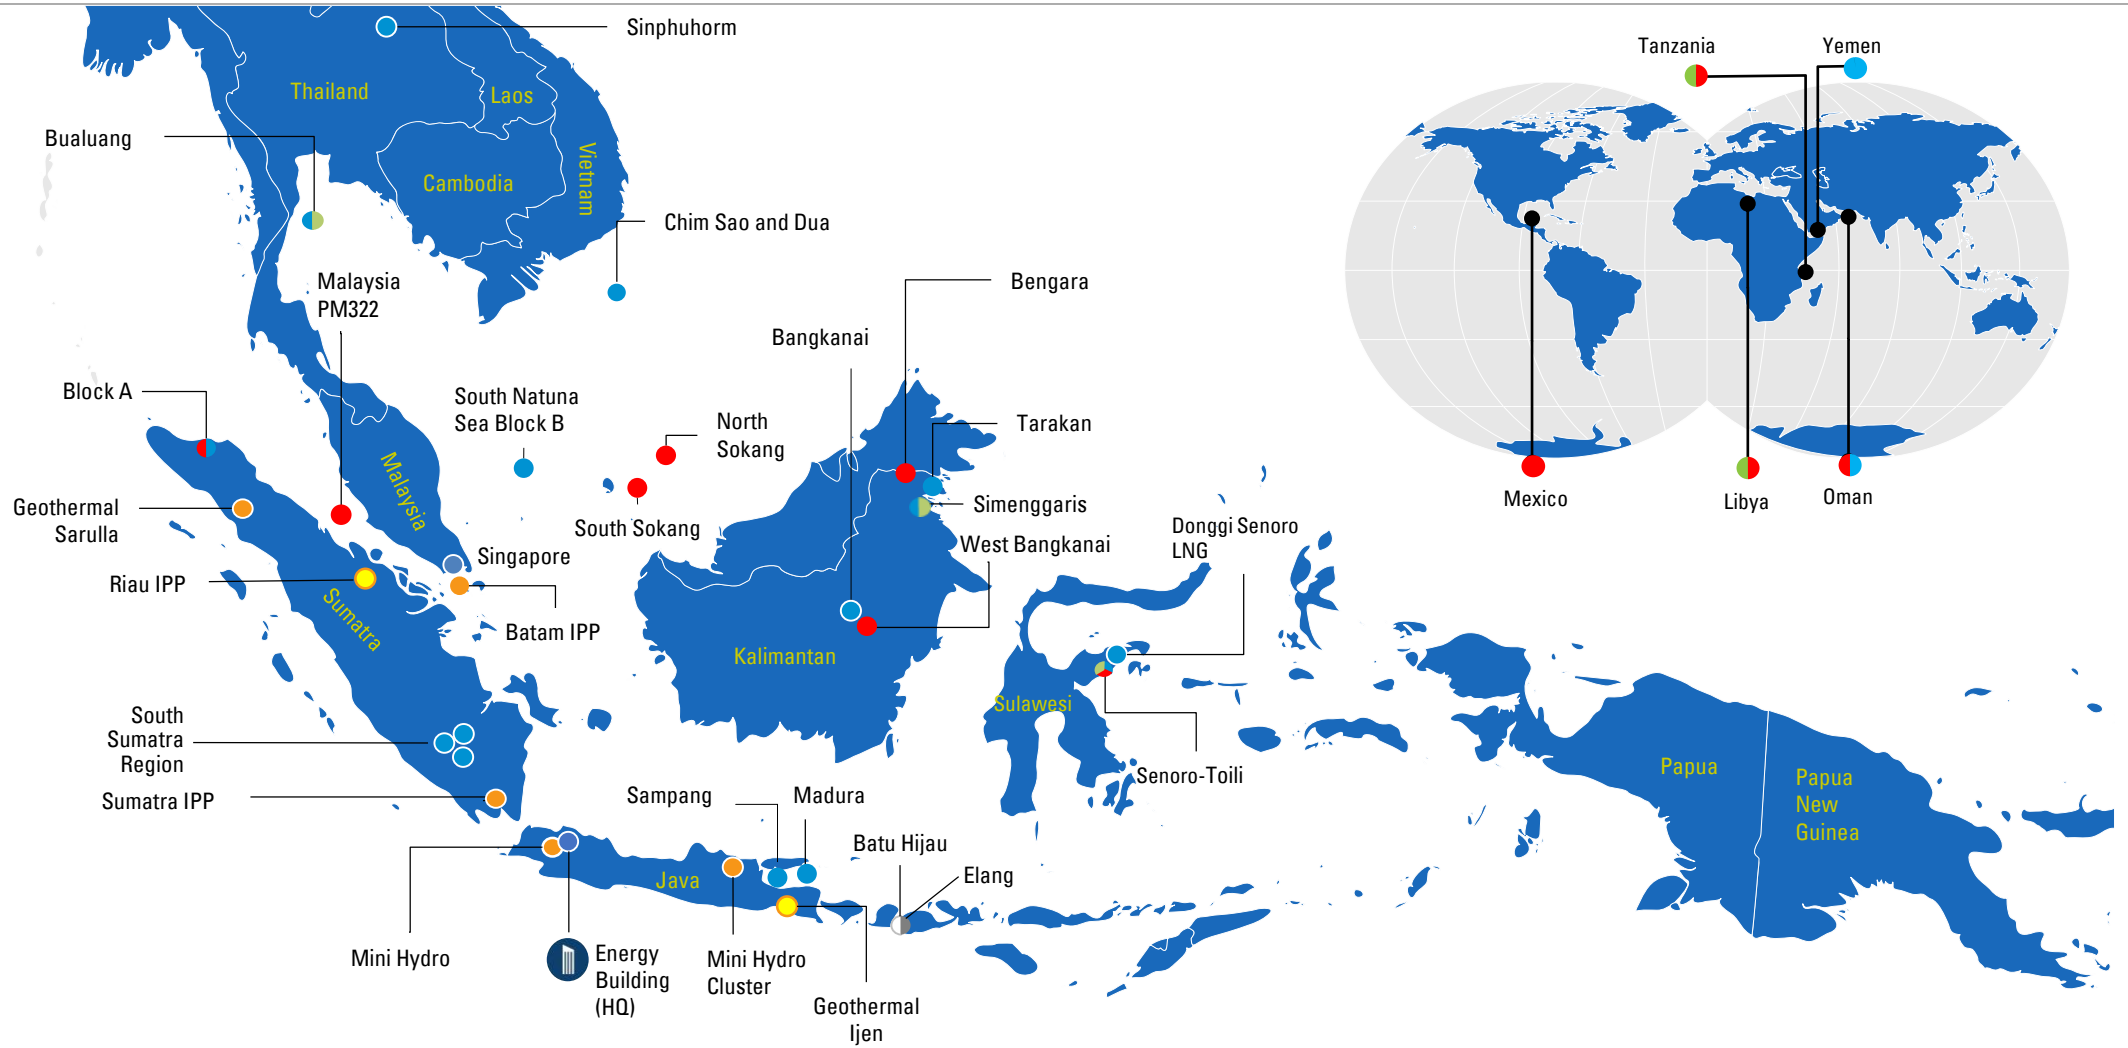 Sinphuhorm
Tanzania
Yemen
Thailand
Laos
Bualuang
Vietnam
Cambodia
Chim Sao and Dua
Malaysia
PM322
Bengara
Bangkanai
Block A
South Natuna
Sea Block B
North
Sokang
Tarakan
Malaysia
Mexico
Libya
Oman
Geothermal
Sarulla
South Sokang
Simenggaris
Donggi Senoro
LNG
West Bangkanai
Singapore
Riau IPP
Sumatra
Batam IPP
Kalimantan
Sulawesi
South
Sumatra
Region
Senoro-Toili
Papua
Papua
New
Guinea
Sumatra IPP
Sampang
Madura
Batu Hijau
Elang
Java
Mini Hydro
Energy
Building
(HQ)
Mini Hydro
Cluster
Geothermal
Ijen